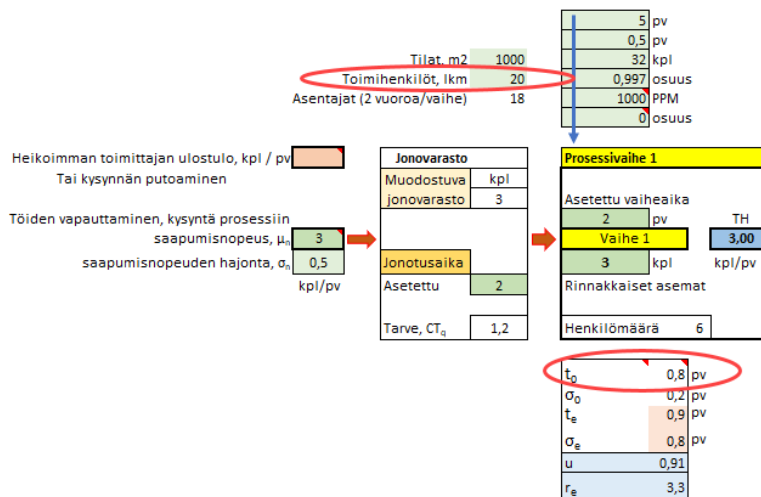 5 pv
0,5 pv
Tilat, m2 1000 32 kpl
Toimihenkilöt, lkm 20 0,997 osuus
Asentajat (2 vuoroa/vaihe) 18 1000 PPM
0 osuus
Heikoimman toimittajan ulostulo, kpl / pv Jonovarasto Prosessivaihe 1
Tai kysynnän putoaminen Muodostuva kpl
jonovarasto 3 Asetettu vaiheaika
Töiden vapauttaminen, kysyntä prosessiin 2 pv TH
saapumisnopeus, μn 3 Vaihe 1 3,00
saapumisnopeuden hajonta, σn 0,5 Jonotusaika 3 kpl kpl/pv
kpl/pv Asetettu 2 Rinnakkaiset asemat
Tarve, CTq 1,2 Henkilömäärä 6
t0 0,8 pv
σ0 0,2 pv
te 0,9 pv
σe 0,8 pv
u 0,91
re 3,3